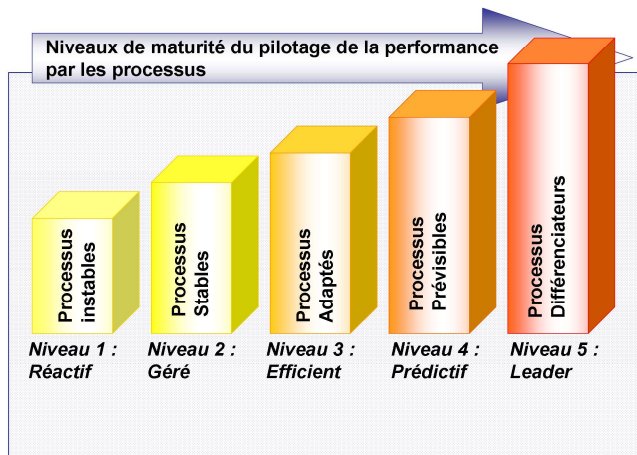 Niveaux de maturité du pilotage de la performance
par les processus
Processus
instables
Processus
Stables
Processus
Adaptés
Processus
Prévisibles
Processus
Différenciateurs
Niveau 1 :
Réactif
Niveau 2 :
Géré
Niveau 3 :
Efficient
Niveau 4 :
Prédictif
Niveau 5 :
Leader